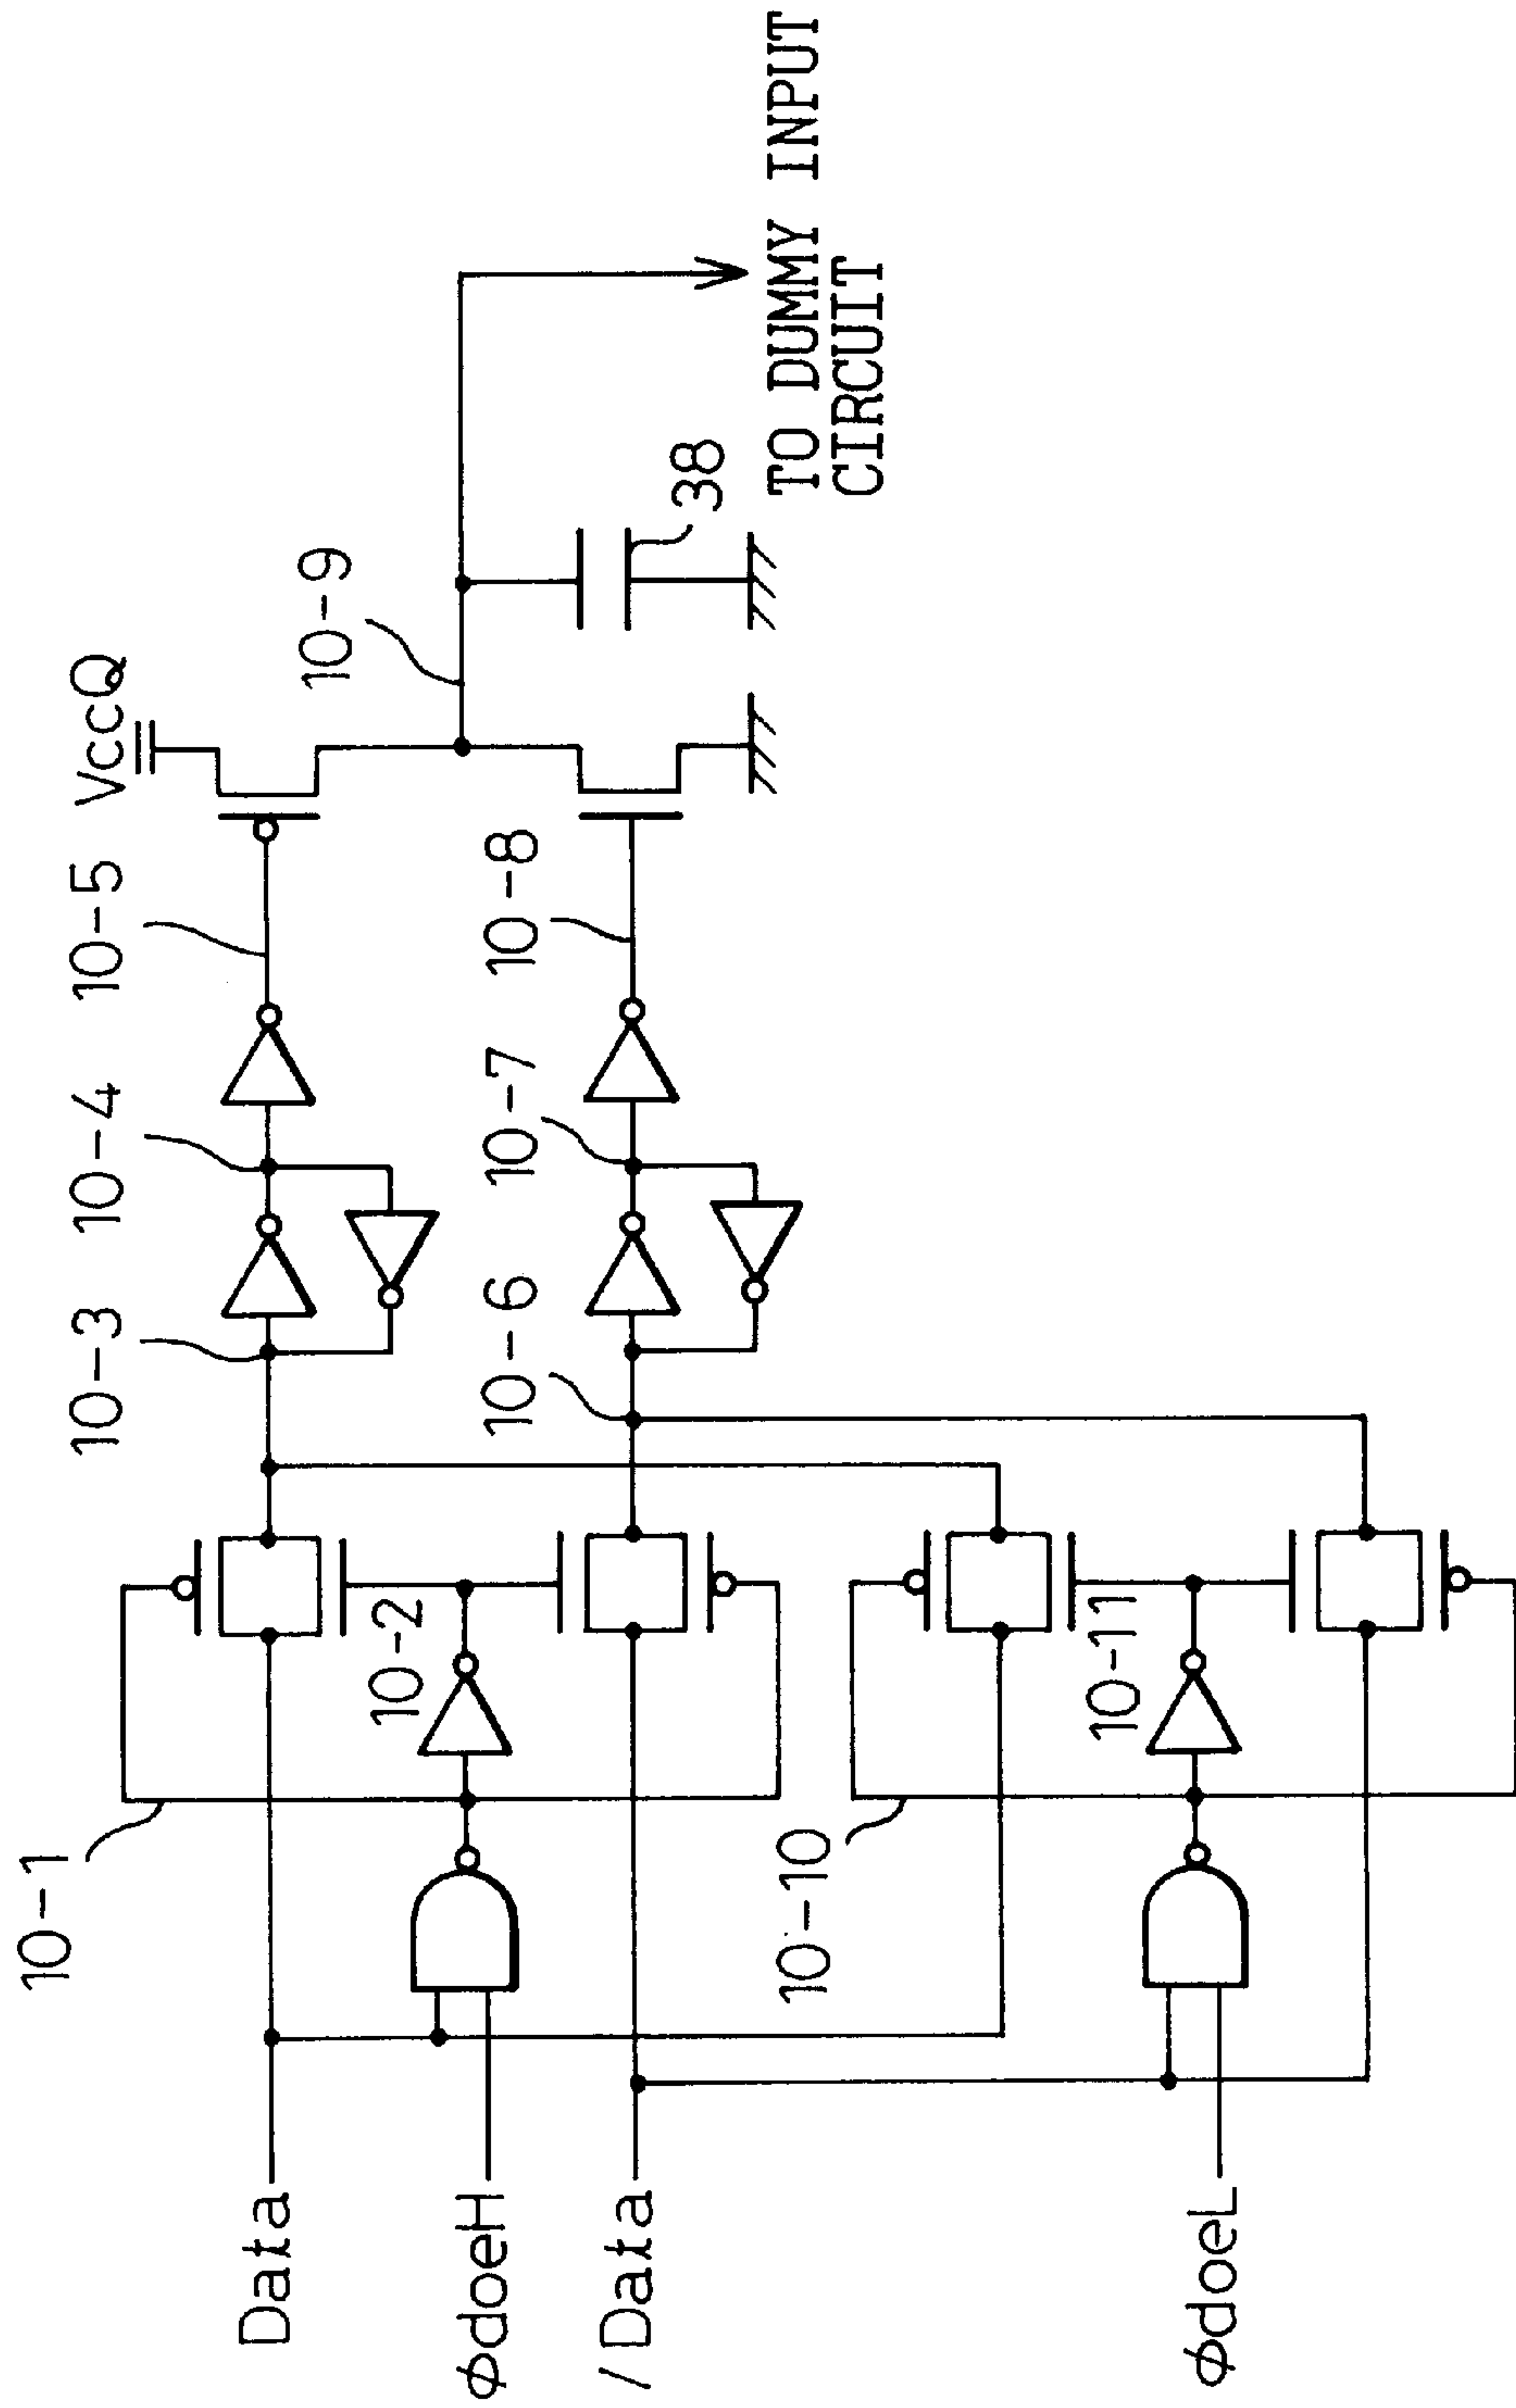 Data
ΦdoeH
/Data
ΦdoeL
10-1
10-2
10-10
10-11
10-3
10-4
10-5
10-6
10-7
10-8
VccQ
10-9
38
TO DUMMY INPUT
CIRCUIT